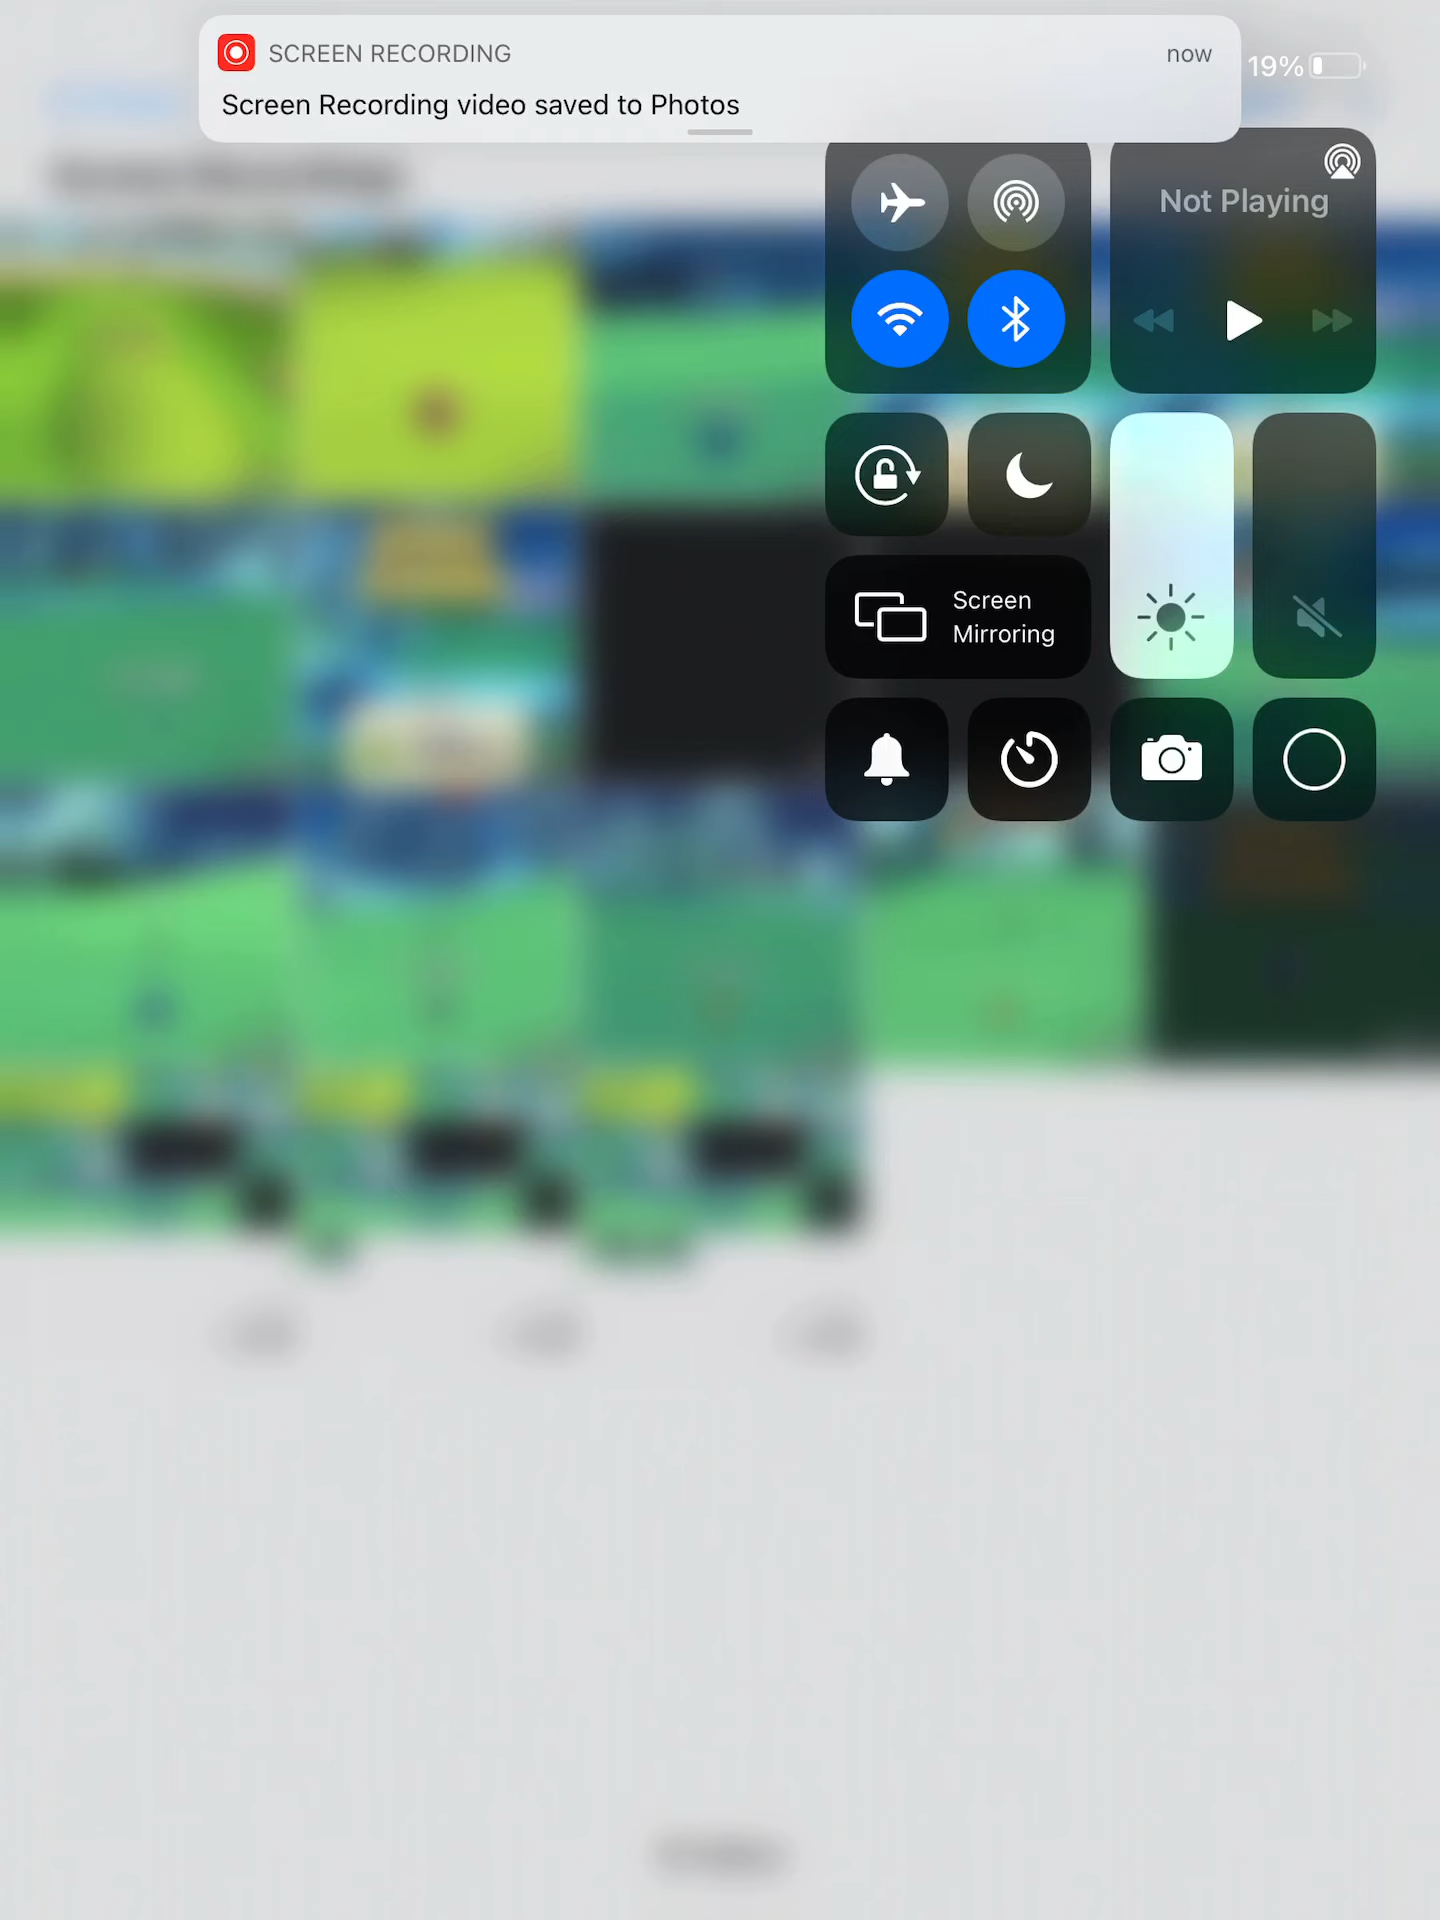 SCREEN RECORDING
now
Screen Recording video saved to Photos
19%
Not Playing
Screen
Mirroring